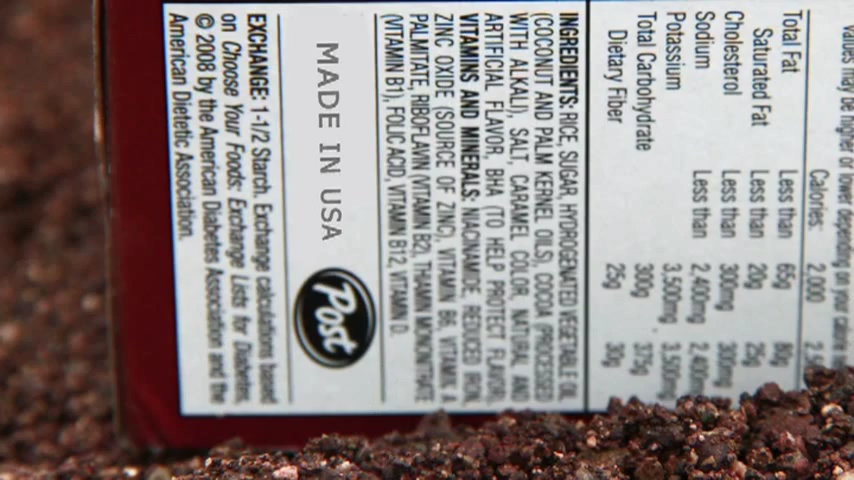 values may be higher or lower depending on your calorie
Calories: 2,000
Total Fat Less than 65g 80g
Saturated Fat Less than 20g 25g
Cholesterol Less than 300mg 300mg
Sodium Less than 2,400mg 2,400mg
Potassium 3,500mg 3,500mg
Total Carbohydrate 300g 375g
Dietary Fiber 25g 30g
INGREDIENTS: RICE, SUGAR, HYDROGENATED VEGETABLE OIL
(COCONUT AND PALM KERNEL OILS), COCOA (PROCESSED
WITH ALKALI), SALT, CARAMEL COLOR, NATURAL AND
ARTIFICIAL FLAVOR, BHA (TO HELP PROTECT FLAVOR).
VITAMINS AND MINERALS: NIACINAMIDE, REDUCED IRON,
ZINC OXIDE (SOURCE OF ZINC), VITAMIN B6, VITAMIN A
PALMITATE, RIBOFLAVIN (VITAMIN B2), THIAMIN MONONITRATE
(VITAMIN B1), FOLIC ACID, VITAMIN B12, VITAMIN D.
MADE IN USA
Post
EXCHANGE: 1-1/2 Starch. Exchange calculations based
on Choose Your Foods: Exchange Lists for Diabetes,
© 2008 by the American Diabetes Association and the
American Dietetic Association.